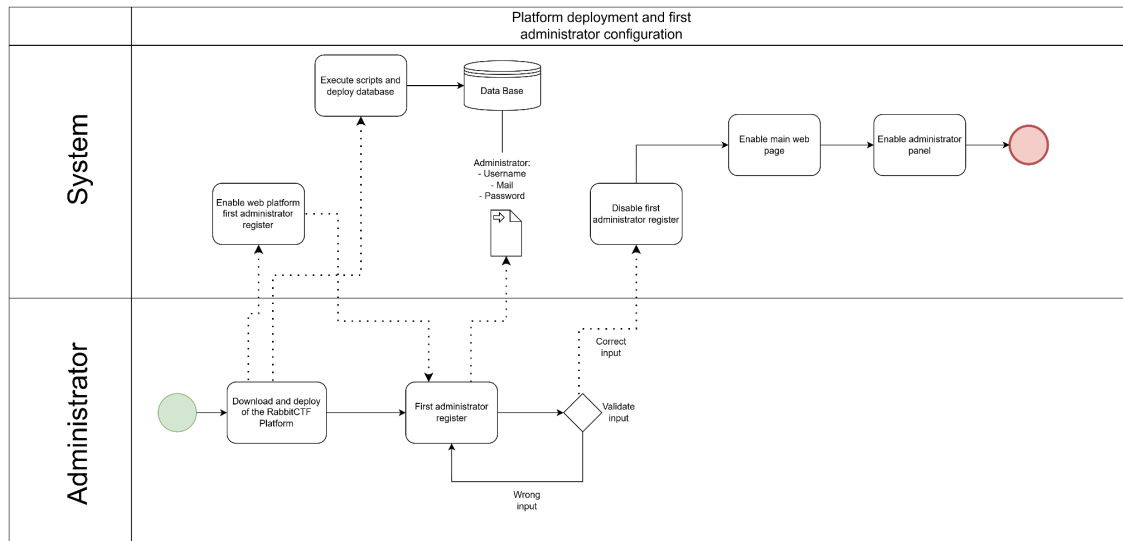 Platform deployment and first
administrator configuration
System
Execute scripts and
deploy database
Data Base
Enable main web
page
Enable administrator
panel
Administrator:
- Username
- Mail
- Password
Enable web platform
first administrator
register
Disable first
administrator register
Administrator
Correct
input
Download and deploy
of the RabbitCTF
Platform
First administrator
register
Validate
input
Wrong
input